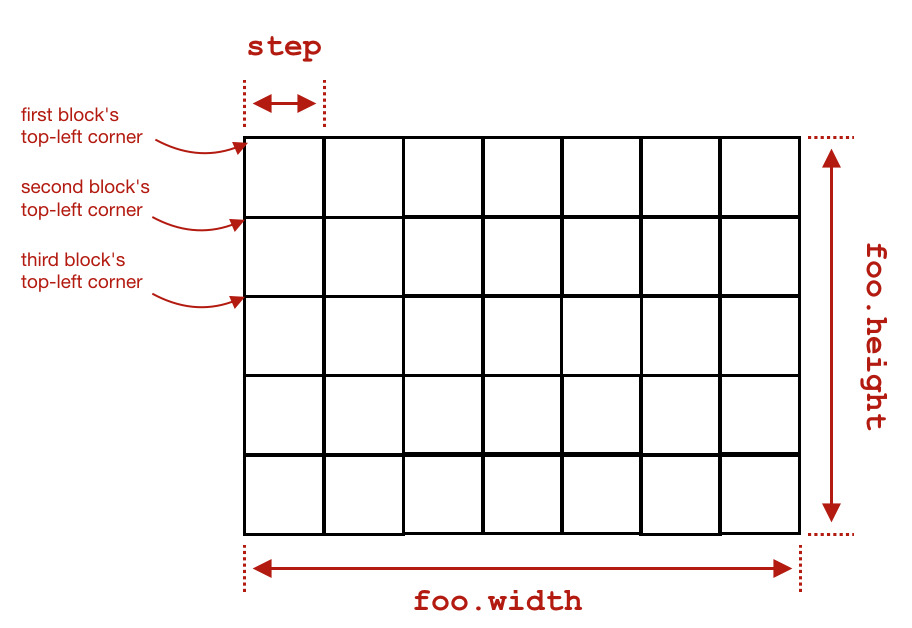 step
first block's
top-left corner
second block's
top-left corner
third block's
top-left corner
foo.height
foo.width